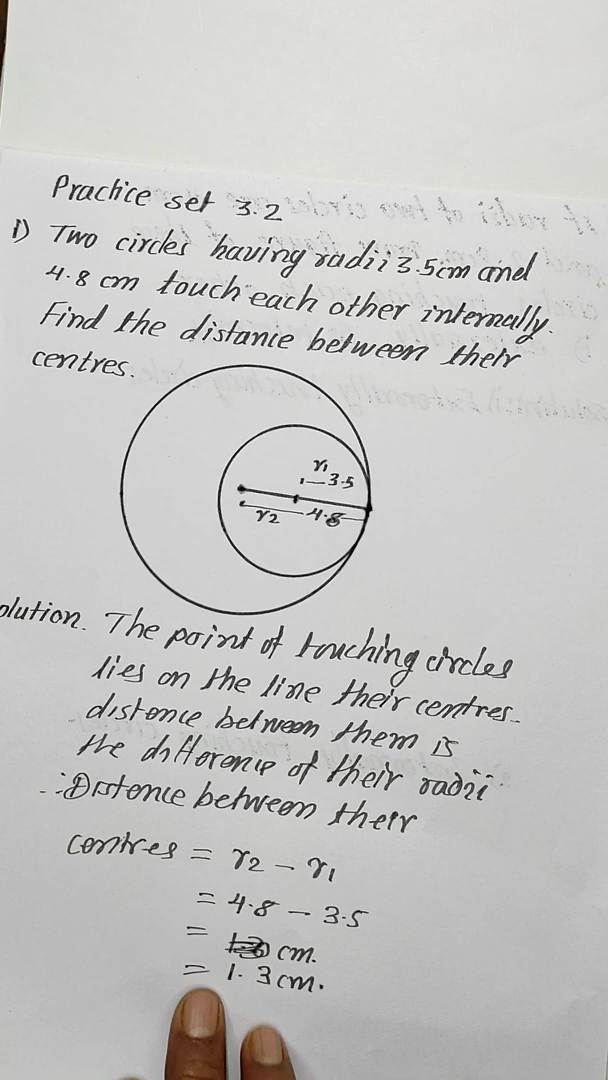 Practice set 3.2
1) Two circles having radii 3.5cm and
4.8 cm touch each other internally.
Find the distance between their
centres.
r1
3.5
r2 4.8
olution. The point of touching circles
lies on the line their centres.
distance between them is
the difference of their radii
∴ Distence between their
centres = r2 - r1
= 4.8 - 3.5
= cm.
= 1.3 cm.